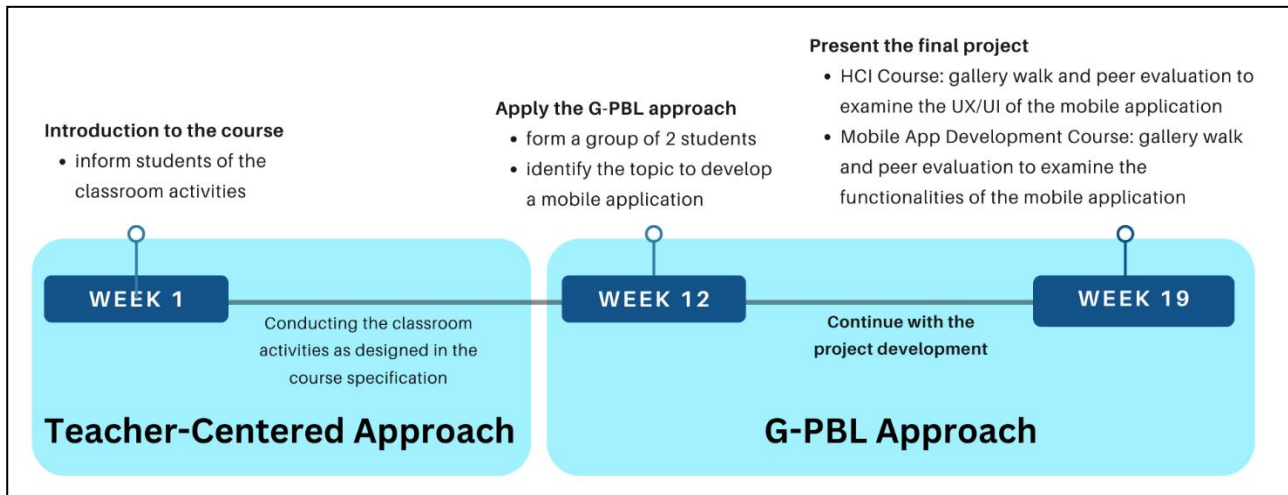 Introduction to the course
• inform students of the
classroom activities
Apply the G-PBL approach
• form a group of 2 students
• identify the topic to develop
a mobile application
Present the final project
• HCI Course: gallery walk and peer evaluation to
examine the UX/UI of the mobile application
• Mobile App Development Course: gallery walk
and peer evaluation to examine the
functionalities of the mobile application
WEEK 1
WEEK 12
WEEK 19
Conducting the classroom
activities as designed in the
course specification
Continue with the
project development
Teacher-Centered Approach
G-PBL Approach